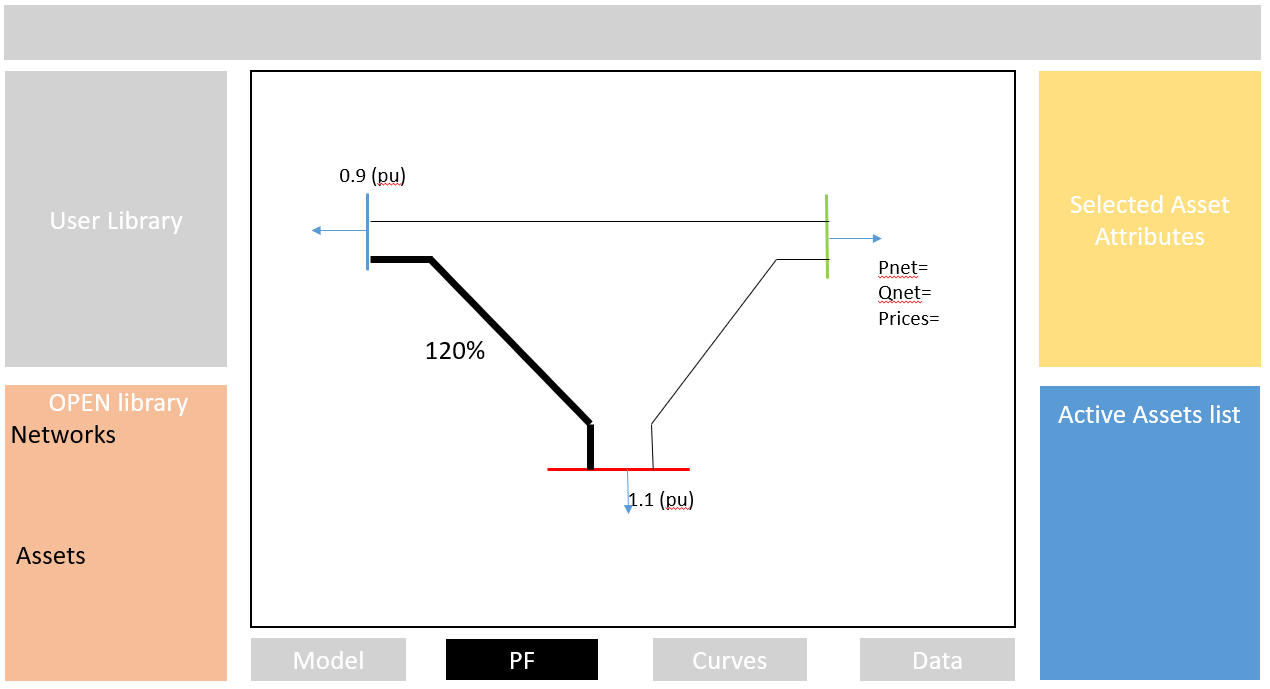 User Library
OPEN library
Networks
Assets
0.9 (pu)
120%
1.1 (pu)
Pnet=
Qnet=
Prices=
Selected Asset
Attributes
Active Assets list
Model
PF
Curves
Data